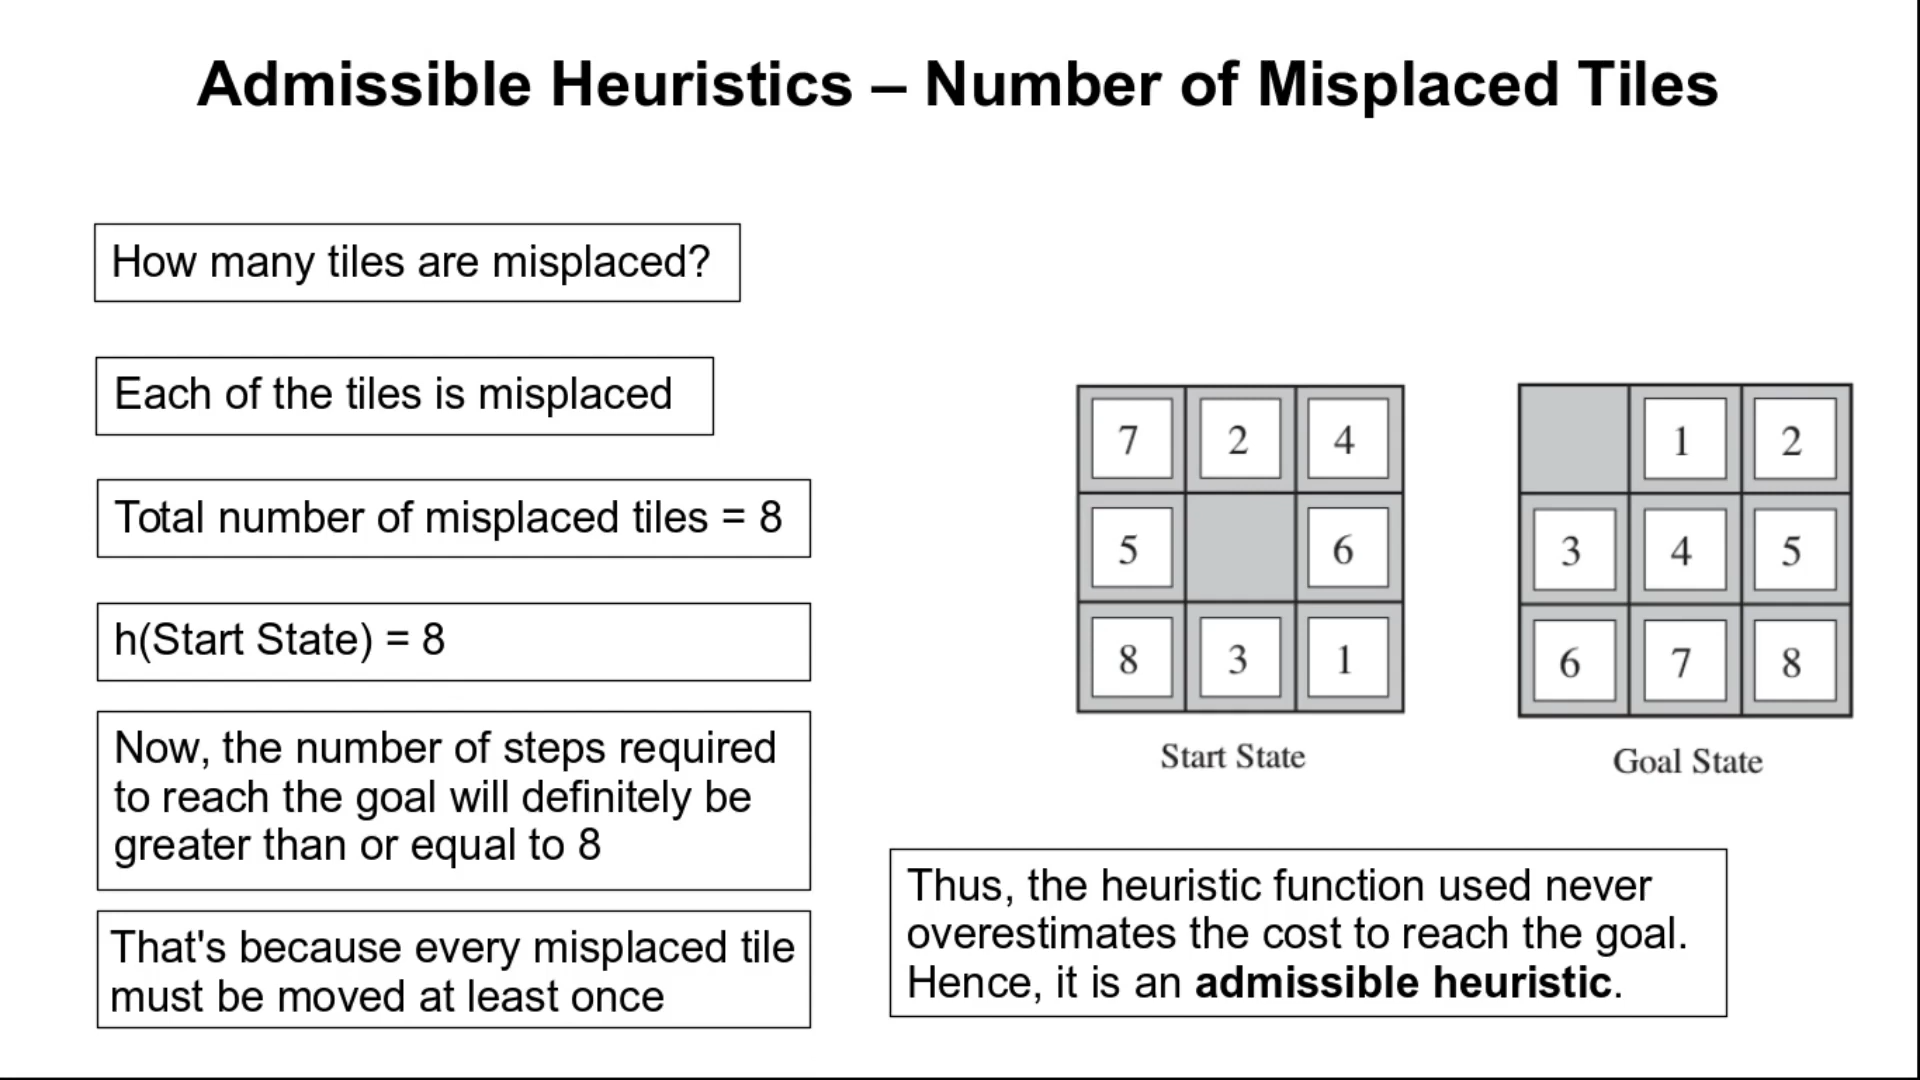 Admissible Heuristics – Number of Misplaced Tiles
How many tiles are misplaced?
Each of the tiles is misplaced
Total number of misplaced tiles = 8
h(Start State) = 8
Now, the number of steps required
to reach the goal will definitely be
greater than or equal to 8
That's because every misplaced tile
must be moved at least once
7 2 4
5 6
8 3 1
Start State
1 2
3 4 5
6 7 8
Goal State
Thus, the heuristic function used never
overestimates the cost to reach the goal.
Hence, it is an admissible heuristic.